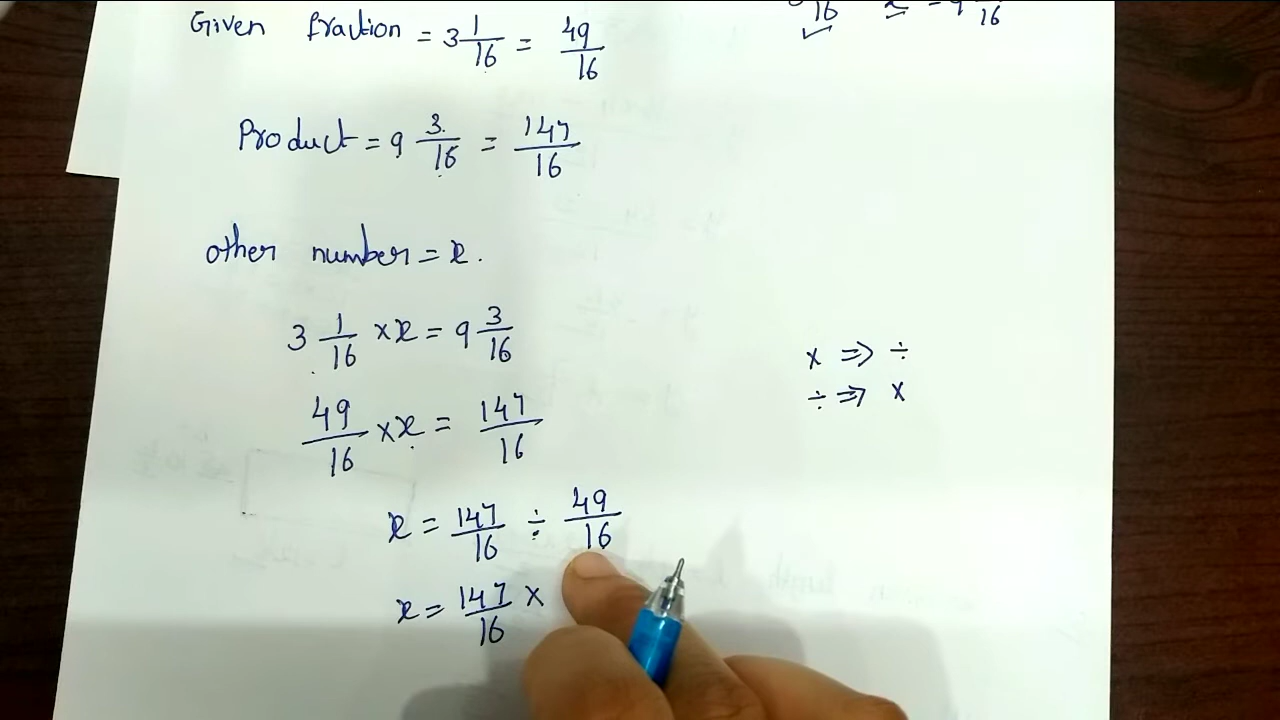 Given fraction = 3 1/16 = 49/16
Product = 9 3/16 = 147/16
other number = x.
3 1/16 × x = 9 3/16
49/16 × x = 147/16
x = 147/16 ÷ 49/16
x = 147/16 ×
× ⇒ ÷
÷ ⇒ ×